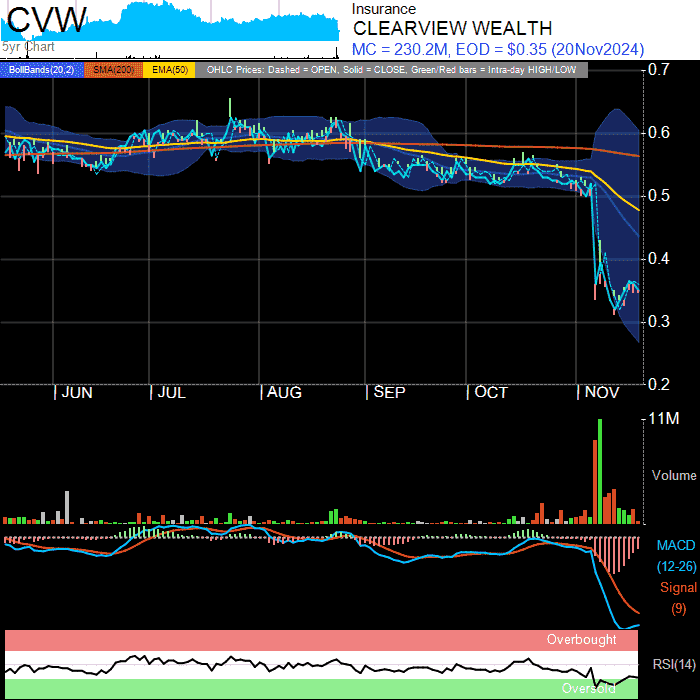 CVW
5yr Chart
Insurance
CLEARVIEW WEALTH
MC = 230.2M, EOD = $0.35 (20Nov2024)
BollBands(20,2) SMA(200) EMA(50) OHLC Prices: Dashed = OPEN, Solid = CLOSE, Green/Red bars = Intra-day HIGH/LOW
0.7
0.6
0.5
0.4
0.3
0.2
JUN JUL AUG SEP OCT NOV
11M
Volume
MACD
(12-26)
Signal
(9)
Overbought
RSI(14)
Oversold